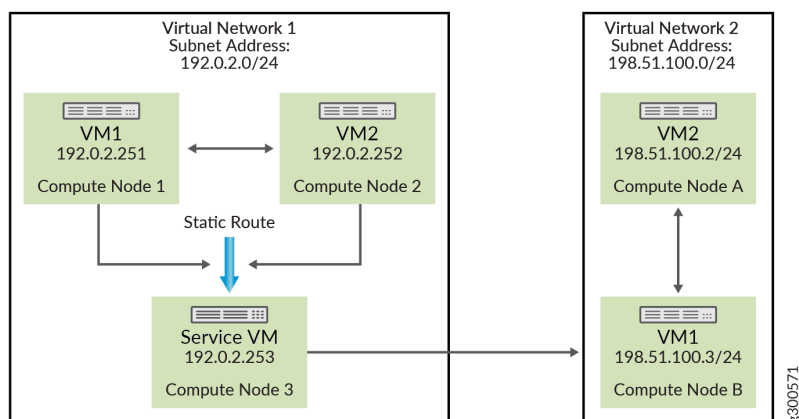 Virtual Network 1
Subnet Address:
192.0.2.0/24
VM1
192.0.2.251
Compute Node 1
VM2
192.0.2.252
Compute Node 2
Static Route
Service VM
192.0.2.253
Compute Node 3
Virtual Network 2
Subnet Address:
198.51.100.0/24
VM2
198.51.100.2/24
Compute Node A
VM1
198.51.100.3/24
Compute Node B
300571